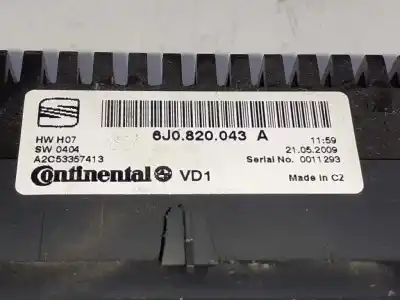 6J0.820.043 A
HW H07 11:59
SW 0404 21.05.2009
A2C53357413 Serial No. 0011293
Continental VD1 Made in CZ